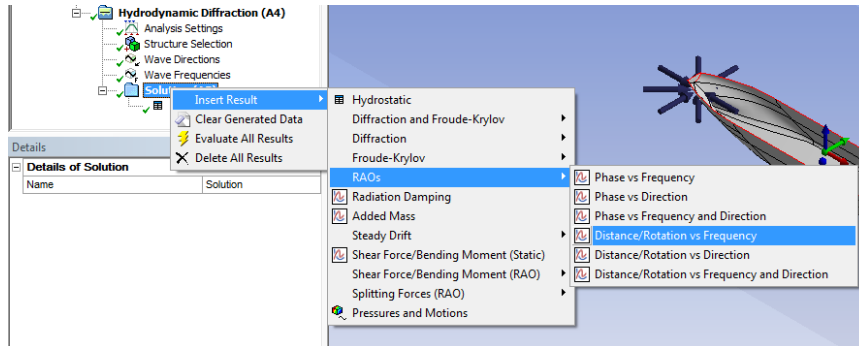 Hydrodynamic Diffraction (A4)
Analysis Settings
Structure Selection
Wave Directions
Wave Frequencies
Insert Result
Clear Generated Data
Evaluate All Results
Delete All Results
Hydrostatic
Diffraction and Froude-Krylov
Diffraction
Froude-Krylov
RAOs
Radiation Damping
Added Mass
Steady Drift
Shear Force/Bending Moment (Static)
Shear Force/Bending Moment (RAO)
Splitting Forces (RAO)
Pressures and Motions
Phase vs Frequency
Phase vs Direction
Phase vs Frequency and Direction
Distance/Rotation vs Frequency
Distance/Rotation vs Direction
Distance/Rotation vs Frequency and Direction
Details
Details of Solution
Name Solution